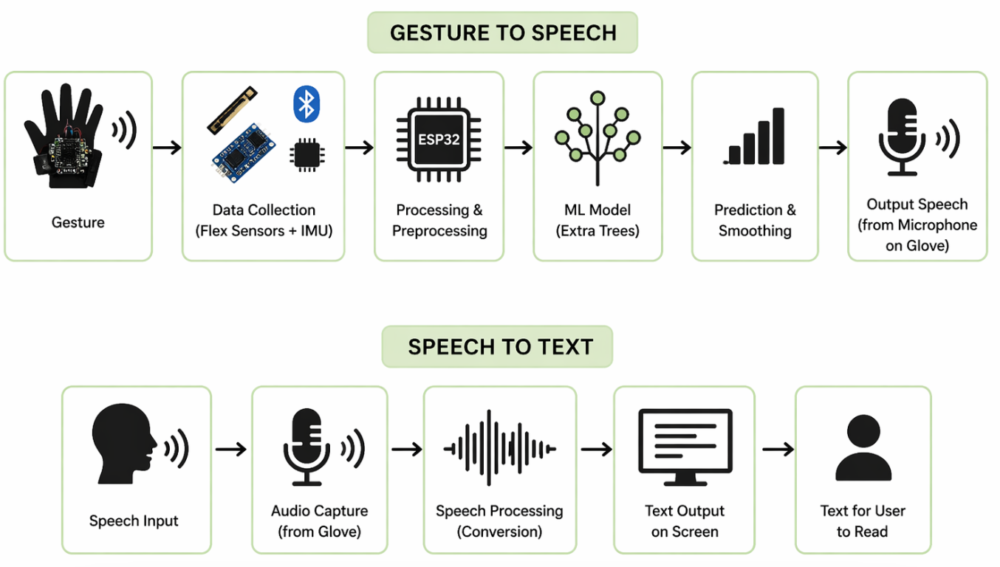 GESTURE TO SPEECH
Gesture
Data Collection
(Flex Sensors + IMU)
ESP32
Processing &
Preprocessing
ML Model
(Extra Trees)
Prediction &
Smoothing
Output Speech
(from Microphone
on Glove)
SPEECH TO TEXT
Speech Input
Audio Capture
(from Glove)
Speech Processing
(Conversion)
Text Output
on Screen
Text for User
to Read